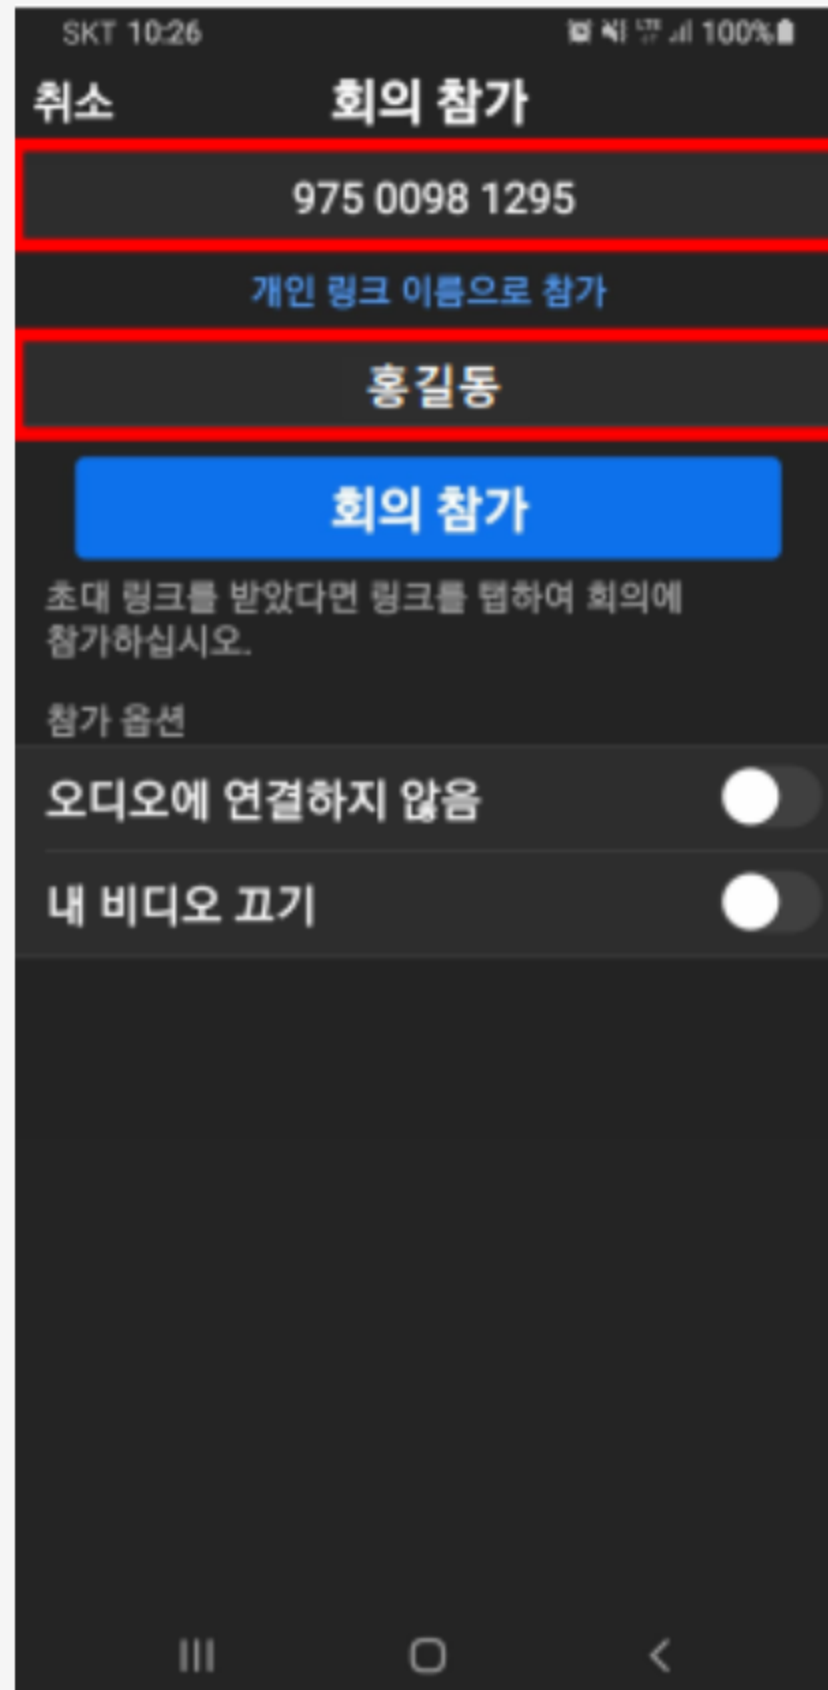 SKT 10:26 100%
취소 회의 참가
975 0098 1295
개인 링크 이름으로 참가
홍길동
회의 참가
초대 링크를 받았다면 링크를 탭하여 회의에
참가하십시오.
참가 옵션
오디오에 연결하지 않음
내 비디오 끄기